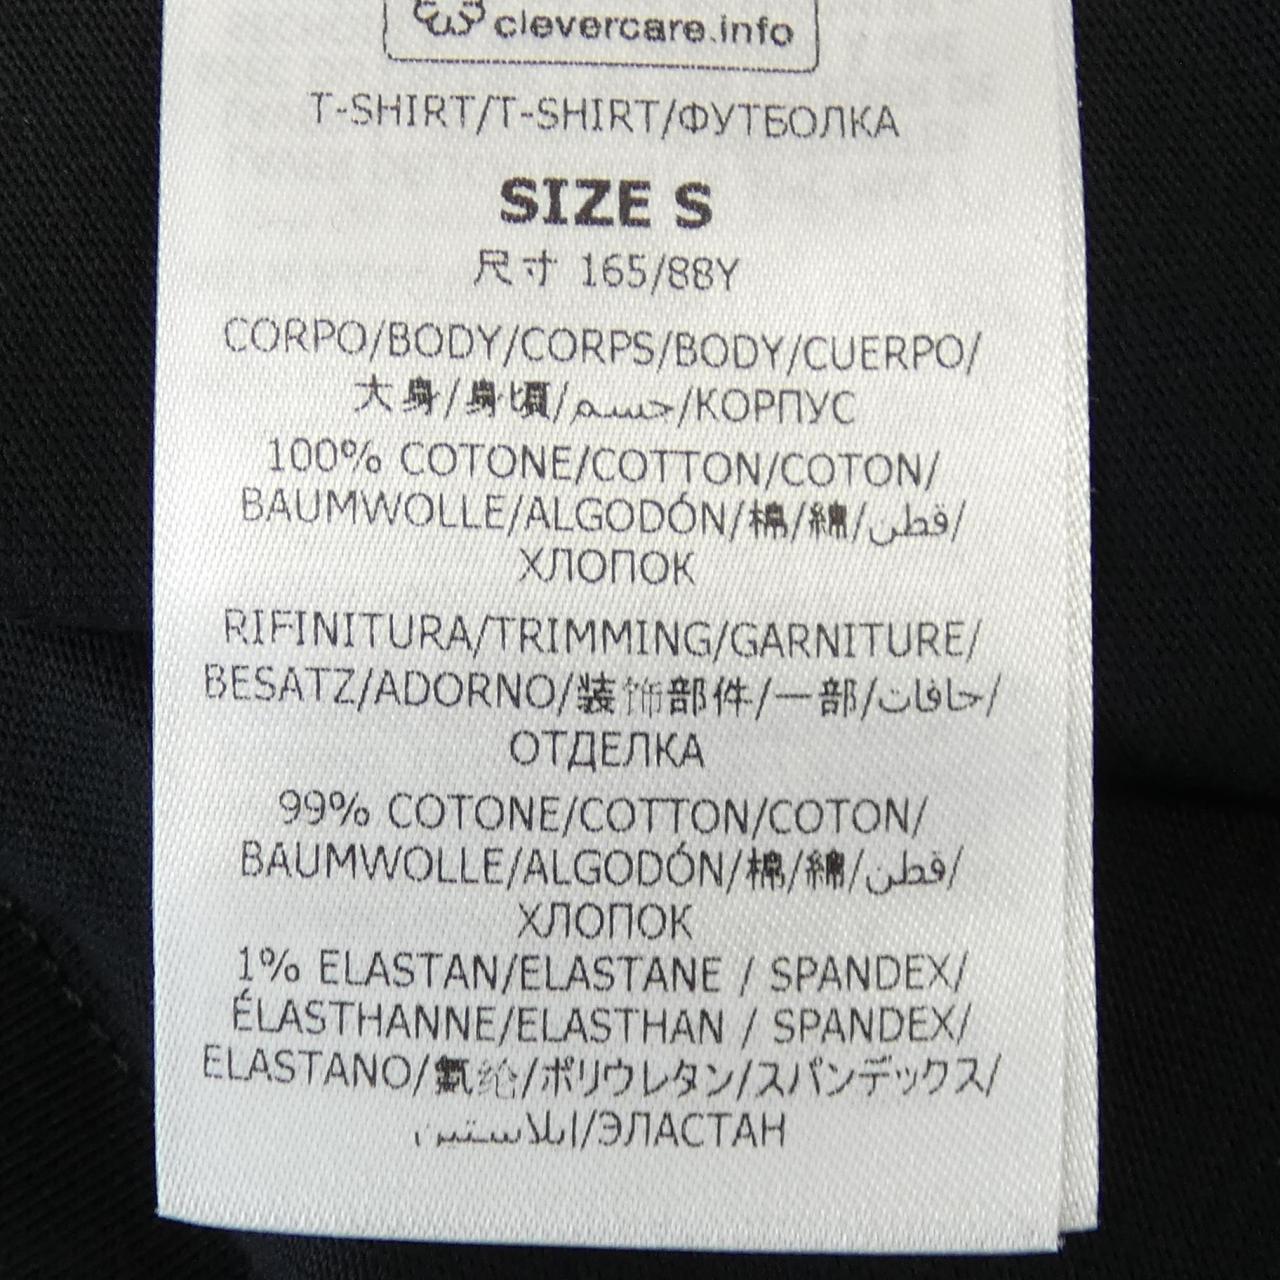 clevercare.info
T-SHIRT/T-SHIRT/ФУТБОЛКА
SIZE S
尺寸 165/88Y
CORPO/BODY/CORPS/BODY/CUERPO/
大身/身頃/جسم/КОРПУС
100% COTONE/COTTON/COTON/
BAUMWOLLE/ALGODÓN/棉/綿/قطن/
ХЛОПОК
RIFINITURA/TRIMMING/GARNITURE/
BESATZ/ADORNO/装饰部件/一部/حافات/
ОТДЕЛКА
99% COTONE/COTTON/COTON/
BAUMWOLLE/ALGODÓN/棉/綿/قطن/
ХЛОПОК
1% ELASTAN/ELASTANE / SPANDEX/
ÉLASTHANNE/ELASTHAN / SPANDEX/
ELASTANO/氨纶/ポリウレタン/スパンデックス/
ايلاستين/ЭЛАСТАН